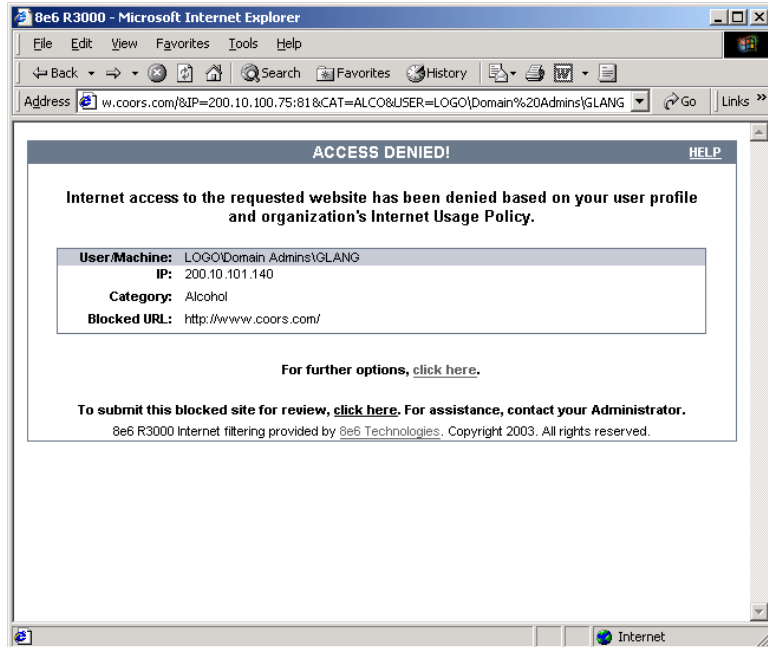 8e6 R3000 - Microsoft Internet Explorer
File Edit View Favorites Tools Help
Back Search Favorites History
Address w.coors.com/&IP=200.10.100.75:81&CAT=ALCO&USER=LOGO\Domain%20Admins\GLANG Go Links »
ACCESS DENIED! HELP
Internet access to the requested website has been denied based on your user profile
and organization's Internet Usage Policy.
User/Machine: LOGO\Domain Admins\GLANG
IP: 200.10.101.140
Category: Alcohol
Blocked URL: http://www.coors.com/
For further options, click here.
To submit this blocked site for review, click here. For assistance, contact your Administrator.
8e6 R3000 Internet filtering provided by 8e6 Technologies. Copyright 2003. All rights reserved.
Internet